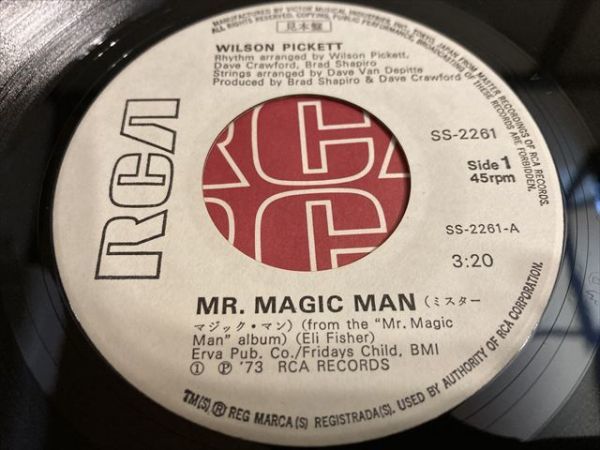 MANUFACTURED BY VICTOR MUSICAL INDUSTRIES, INC. TOKYO, JAPAN FROM MASTER RECORDINGS OF RCA RECORDS.
ALL RIGHTS RESERVED. COPYING, PUBLIC PERFORMANCE, BROADCASTING OF THESE RECORDS ARE FORBIDDEN.
見本盤
WILSON PICKETT
Rhythm arranged by Wilson Pickett,
Dave Crawford, Brad Shapiro
Strings arranged by Dave Van Depitte
Produced by Brad Shapiro & Dave Crawford
RCA
SS-2261
Side 1
45rpm
RCA
SS-2261-A
3:20
MR. MAGIC MAN (ミスター
マジック・マン) (from the "Mr. Magic
Man" album) (Eli Fisher)
Erva Pub. Co./Fridays Child, BMI
① Ⓟ '73 RCA RECORDS
TM(S) ® REG MARCA(S) REGISTRADA(S). USED BY AUTHORITY OF RCA CORPORATION.